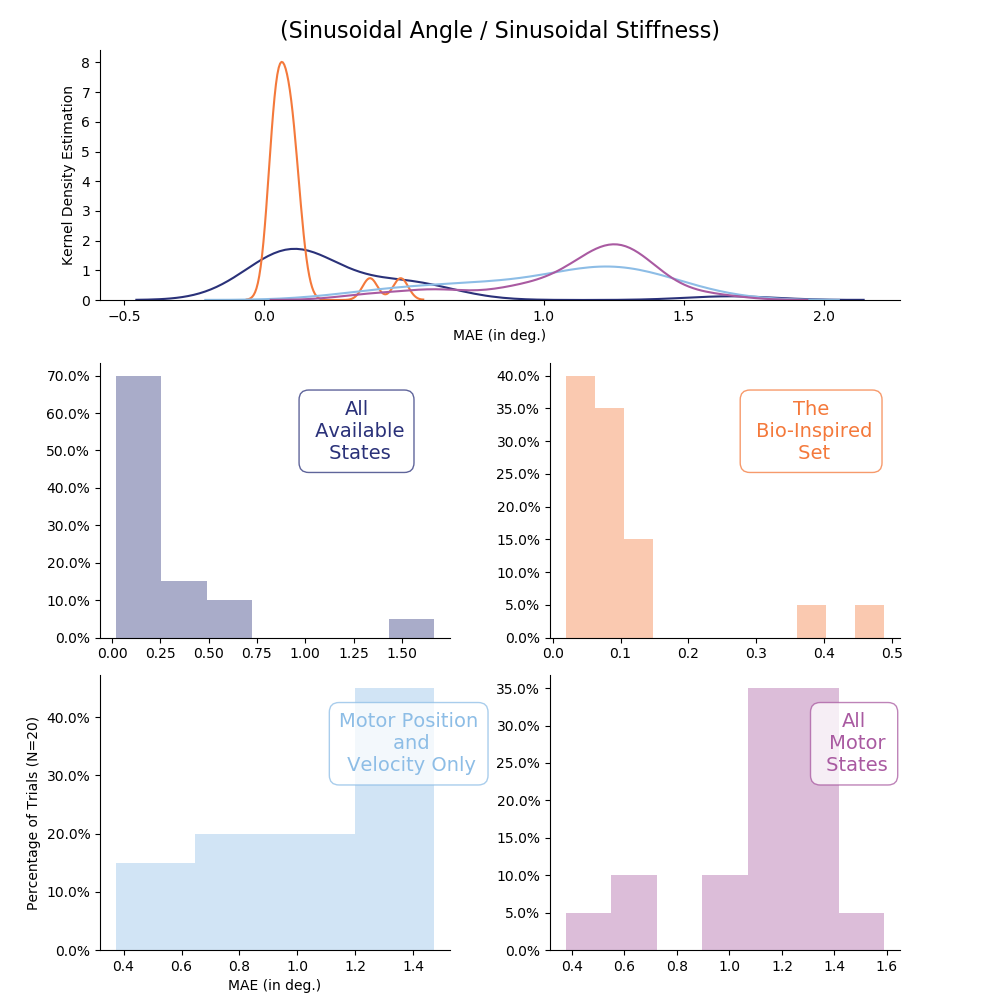 (Sinusoidal Angle / Sinusoidal Stiffness)
Kernel Density Estimation
8
7
6
5
4
3
2
1
0
−0.5 0.0 0.5 1.0 1.5 2.0
MAE (in deg.)
70.0%
60.0%
50.0%
40.0%
30.0%
20.0%
10.0%
0.0%
0.00 0.25 0.50 0.75 1.00 1.25 1.50
All
Available
States
40.0%
35.0%
30.0%
25.0%
20.0%
15.0%
10.0%
5.0%
0.0%
0.0 0.1 0.2 0.3 0.4 0.5
The
Bio-Inspired
Set
Percentage of Trials (N=20)
40.0%
30.0%
20.0%
10.0%
0.0%
0.4 0.6 0.8 1.0 1.2 1.4
MAE (in deg.)
Motor Position
and
Velocity Only
35.0%
30.0%
25.0%
20.0%
15.0%
10.0%
5.0%
0.0%
0.4 0.6 0.8 1.0 1.2 1.4 1.6
All
Motor
States